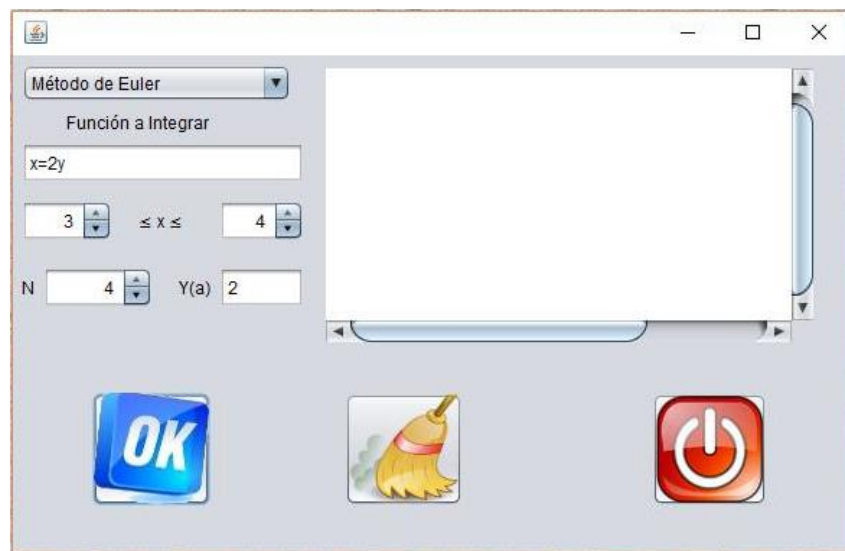 Método de Euler
Función a Integrar
x=2y
3 ≤ x ≤ 4
N 4 Y(a) 2
OK